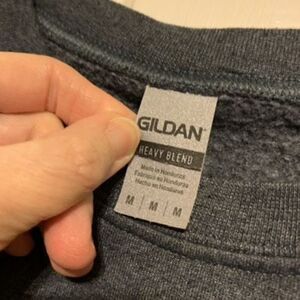 GILDAN
HEAVY BLEND
Made in Honduras
Fabriqué au Honduras
Hecho en Honduras
M | M | M